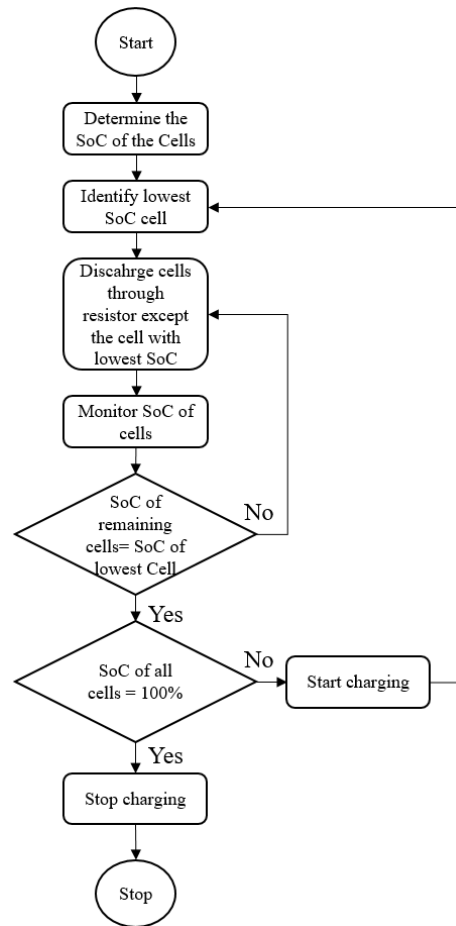 Start
Determine the
SoC of the Cells
Identify lowest
SoC cell
Discahrge cells
through
resistor except
the cell with
lowest SoC
Monitor SoC of
cells
SoC of
remaining
cells= SoC of
lowest Cell
No
Yes
SoC of all
cells = 100%
No
Start charging
Yes
Stop charging
Stop